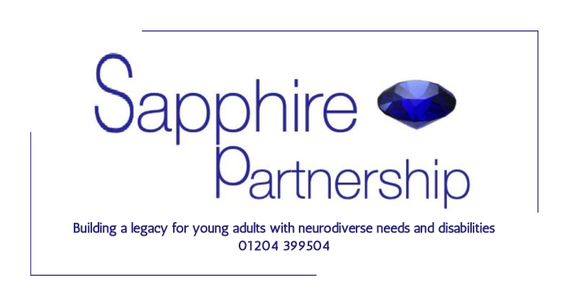 Sapphire
Partnership
Building a legacy for young adults with neurodiverse needs and disabilities
01204 399504